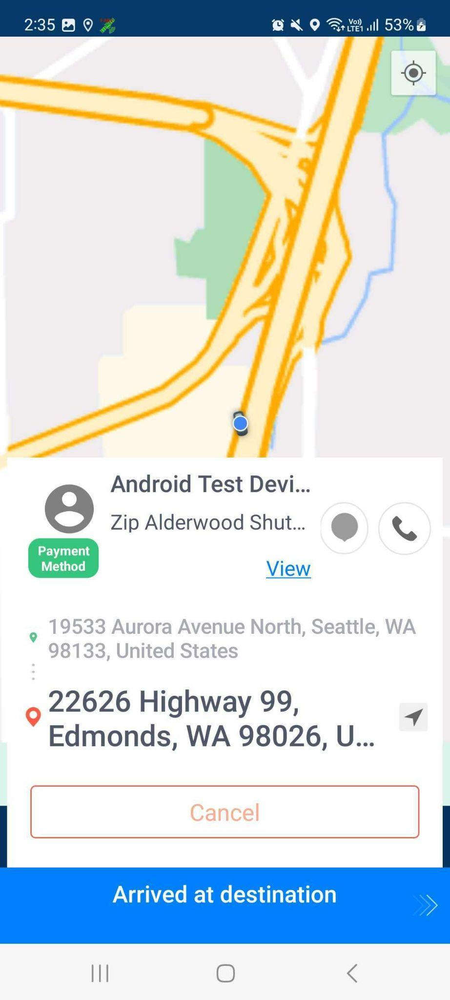 2:35
FAKE
Vo))
LTE1
53%
Android Test Devi...
Zip Alderwood Shut...
Payment
Method
View
19533 Aurora Avenue North, Seattle, WA
98133, United States
22626 Highway 99,
Edmonds, WA 98026, U...
Cancel
Arrived at destination